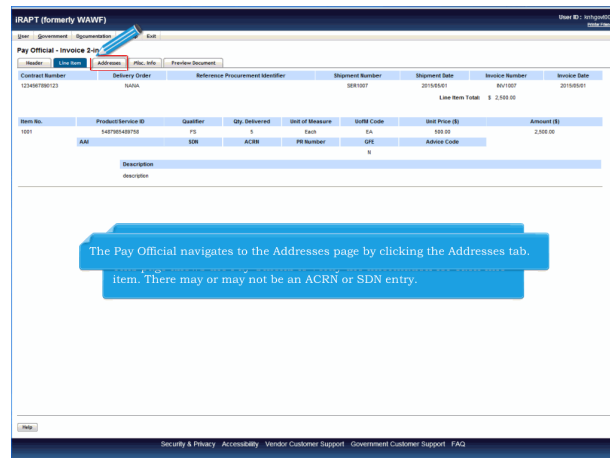 iRAPT (formerly WAWF)
User ID :
User Government Documentation Exit
Pay Official - Invoice 2-in
Header Line Item Addresses Misc. Info Preview Document
Contract Number Delivery Order Reference Procurement Identifier Shipment Number Shipment Date Invoice Number Invoice Date
1234567890123 NANA SER1007 2015/05/01 INV1007 2015/05/01
Line Item Total: $ 2,500.00
Item No. Product/Service ID Qualifier Qty. Delivered Unit of Measure UofM Code Unit Price ($) Amount ($)
1001 5487985498758 FS 5 Each EA 500.00 2,500.00
AAI SDN ACRN PR Number GFE Advice Code
N
Description
description
The Pay Official navigates to the Addresses page by clicking the Addresses tab.
item. There may or may not be an ACRN or SDN entry.
Help
Security & Privacy Accessibility Vendor Customer Support Government Customer Support FAQ